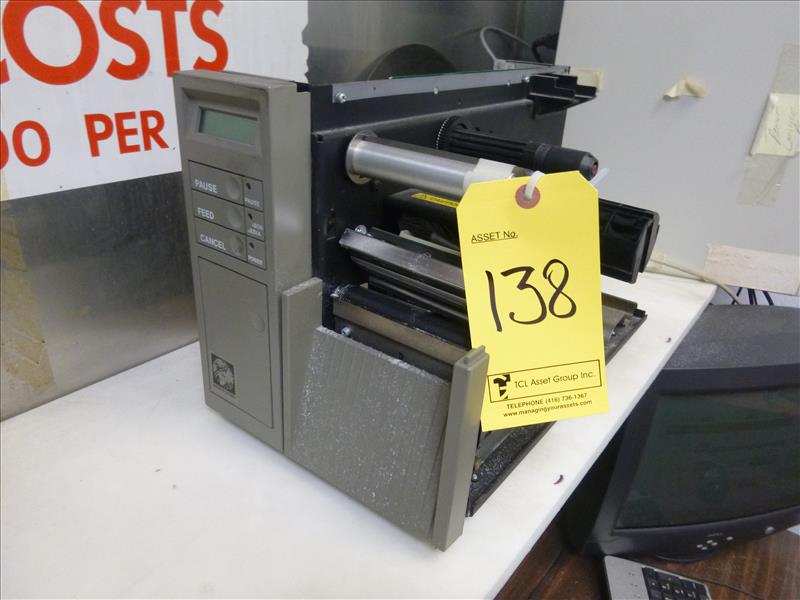 COSTS
00 PER
PAUSE
PAUSE
FEED
CANCEL
POWER
ASSET No.
138
TCL Asset Group Inc.
TELEPHONE (416) 736-1367
www.managingyourassets.com